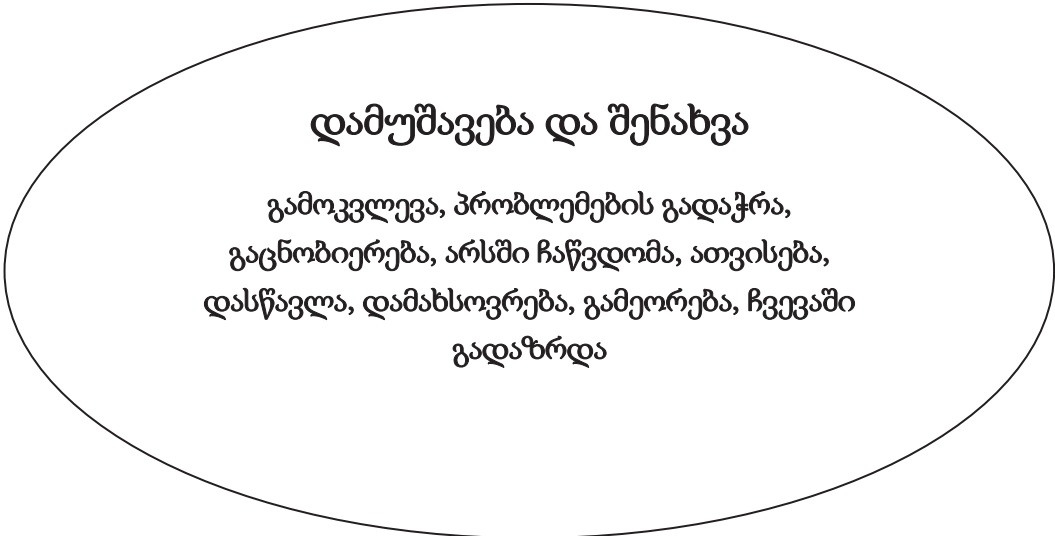 დამუშავება და შენახვა
გამოკვლევა, პრობლემების გადაჭრა,
გაცნობიერება, არსში ჩაწვდომა, ათვისება,
დასწავლა, დამახსოვრება, გამეორება, ჩვევაში
გადაზრდა